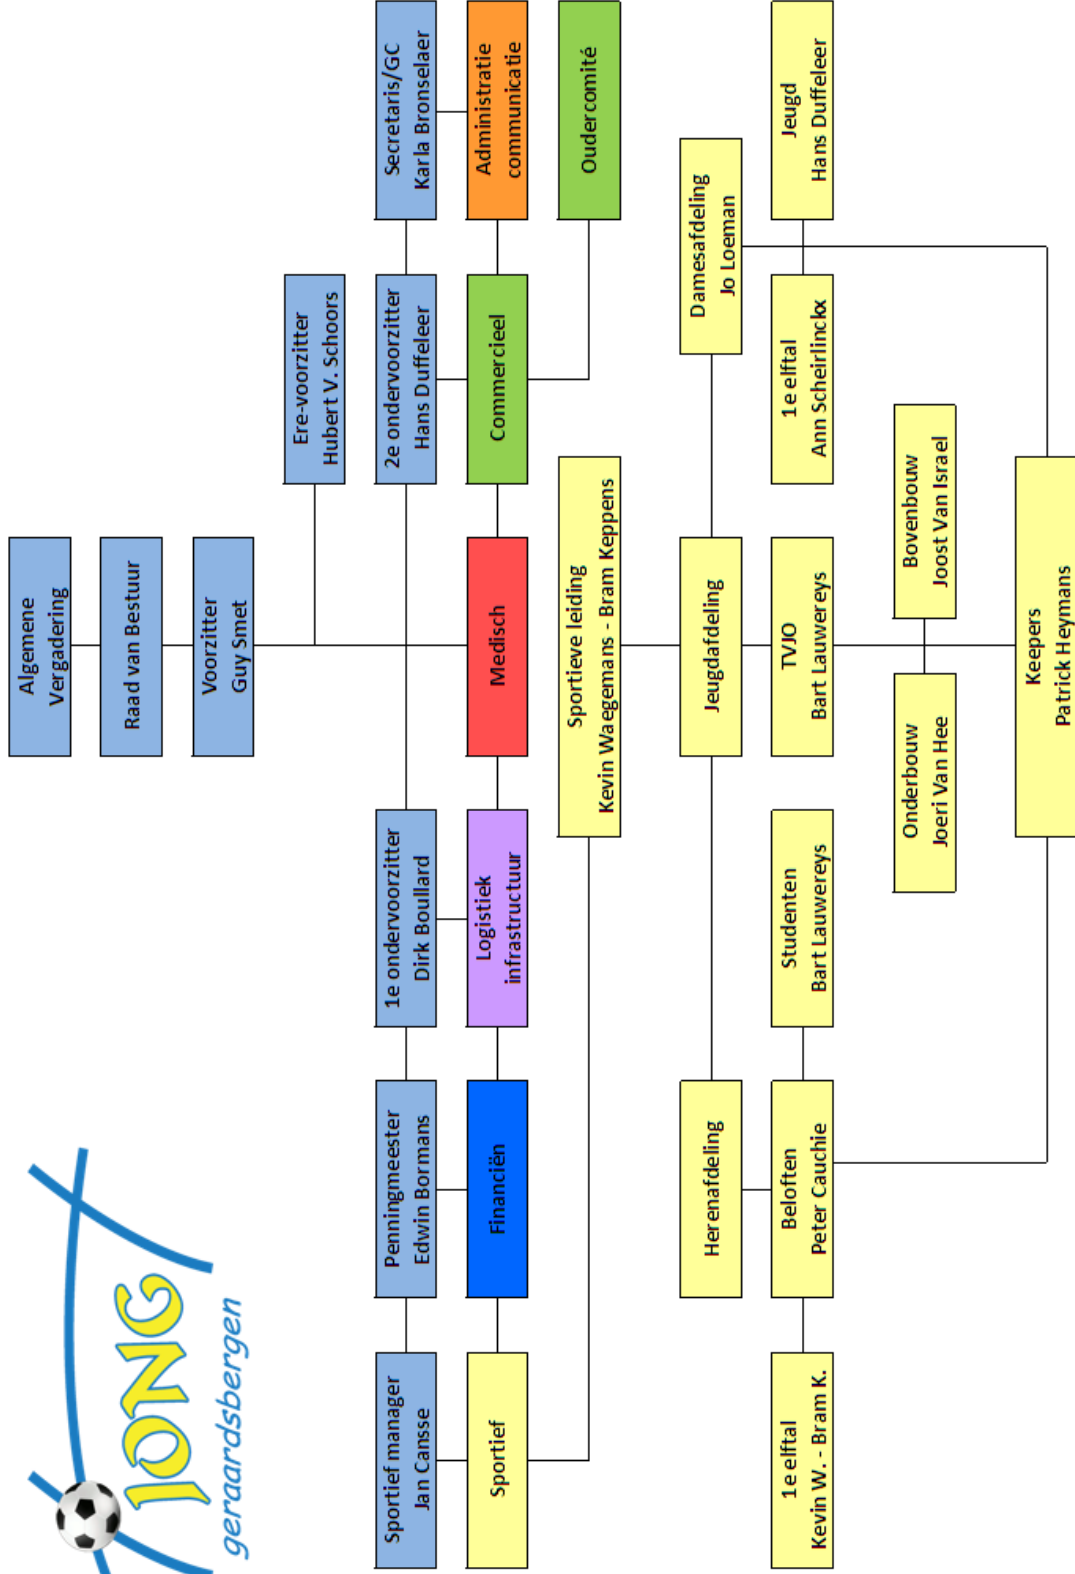 JONG
geraardsbergen
Algemene
Vergadering
Raad van Bestuur
Voorzitter
Guy Smet
Ere-voorzitter
Hubert V. Schoors
Sportief manager
Jan Cansse
Penningmeester
Edwin Bormans
1e ondervoorzitter
Dirk Boullard
2e ondervoorzitter
Hans Duffeleer
Secretaris/GC
Karla Bronselaer
Sportief
Financiën
Logistiek
infrastructuur
Medisch
Commercieel
Administratie
communicatie
Sportieve leiding
Kevin Waegemans - Bram Keppens
Oudercomité
Herenafdeling
Jeugdafdeling
Damesafdeling
Jo Loeman
1e elftal
Kevin W. - Bram K.
Beloften
Peter Cauchie
Studenten
Bart Lauwereys
TVJO
Bart Lauwereys
1e elftal
Ann Scheirlinckx
Jeugd
Hans Duffeleer
Onderbouw
Joeri Van Hee
Bovenbouw
Joost Van Israel
Keepers
Patrick Heymans